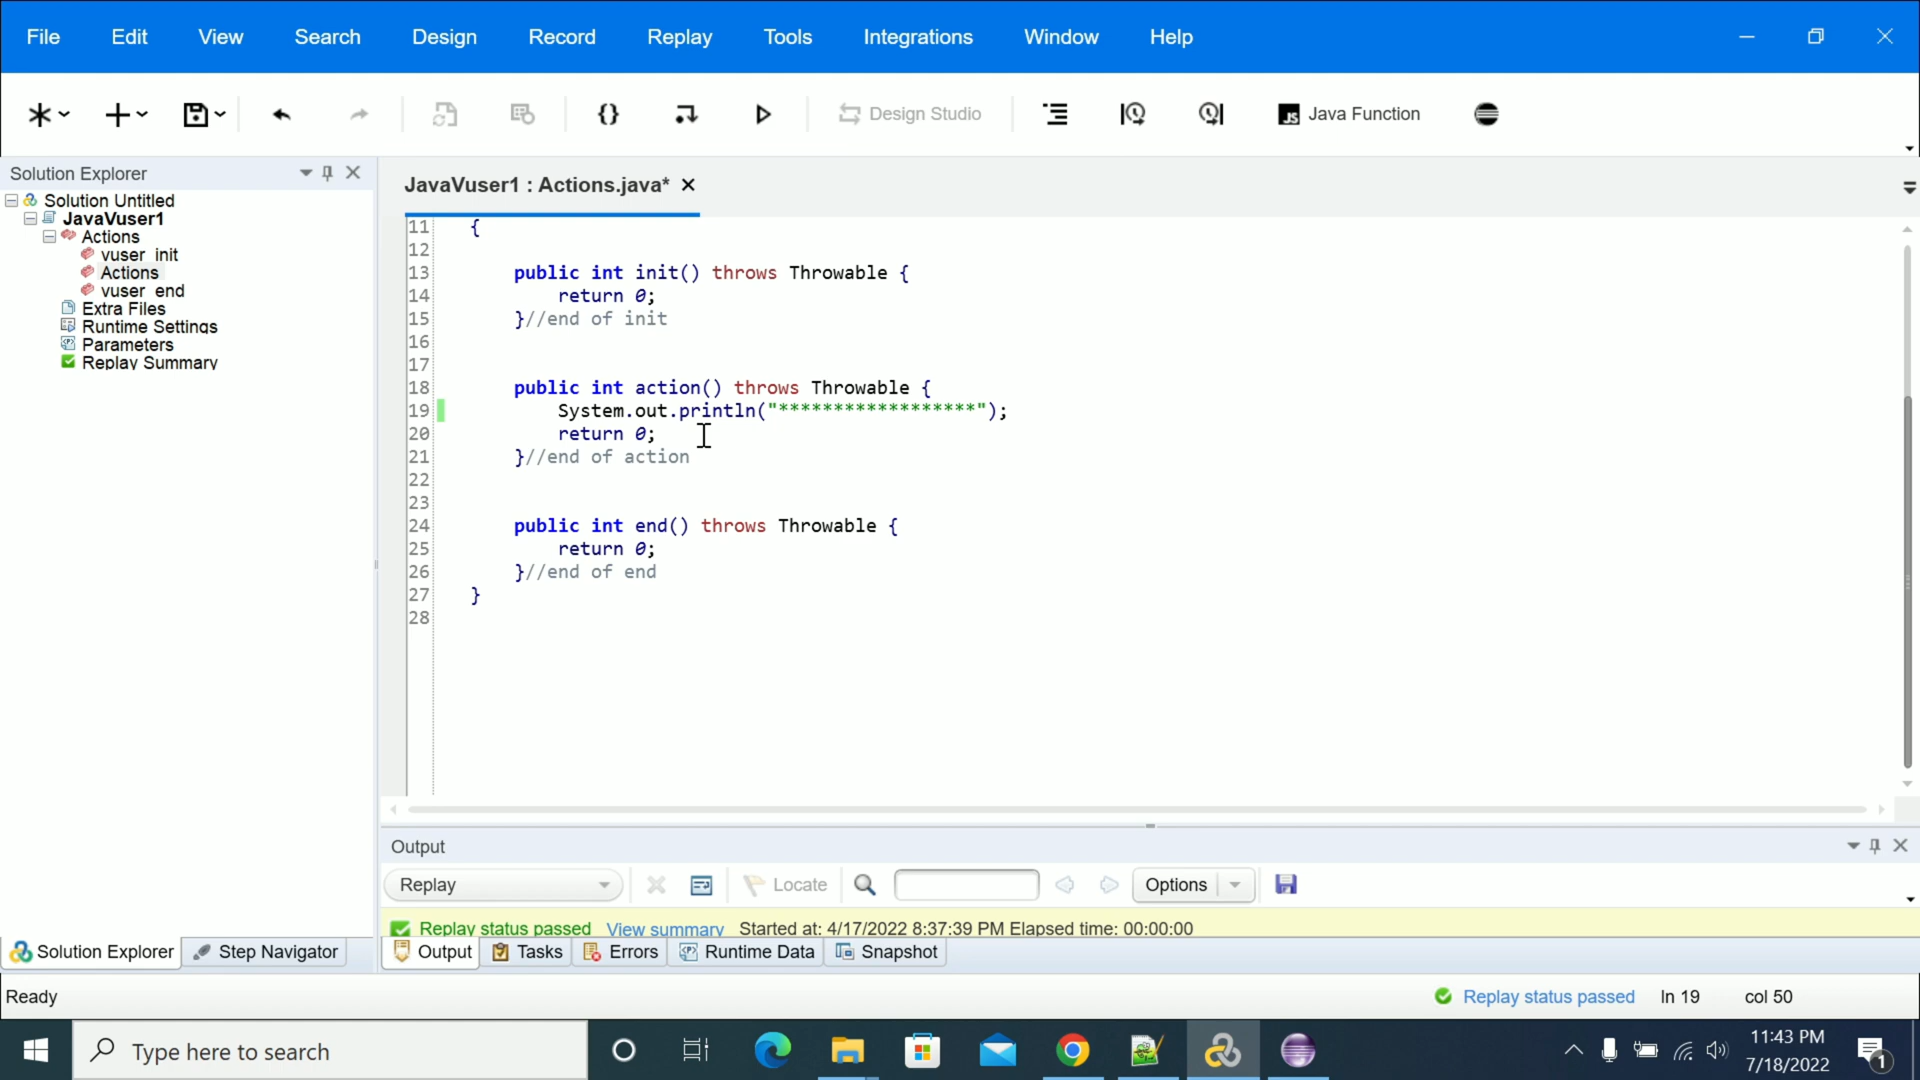 File Edit View Search Design Record Replay Tools Integrations Window Help
{} Design Studio JS Java Function
Solution Explorer
Solution Untitled
JavaVuser1
Actions
vuser_init
Actions
vuser_end
Extra Files
Runtime Settings
Parameters
Replay Summary
JavaVuser1 : Actions.java*
11 {
12
13 public int init() throws Throwable {
14 return 0;
15 }//end of init
16
17
18 public int action() throws Throwable {
19 System.out.println("******************");
20 return 0;
21 }//end of action
22
23
24 public int end() throws Throwable {
25 return 0;
26 }//end of end
27 }
28
Output
Replay Locate Options
Replay status passed View summary Started at: 4/17/2022 8:37:39 PM Elapsed time: 00:00:00
Solution Explorer Step Navigator Output Tasks Errors Runtime Data Snapshot
Ready Replay status passed ln 19 col 50
Type here to search
11:43 PM
7/18/2022
1